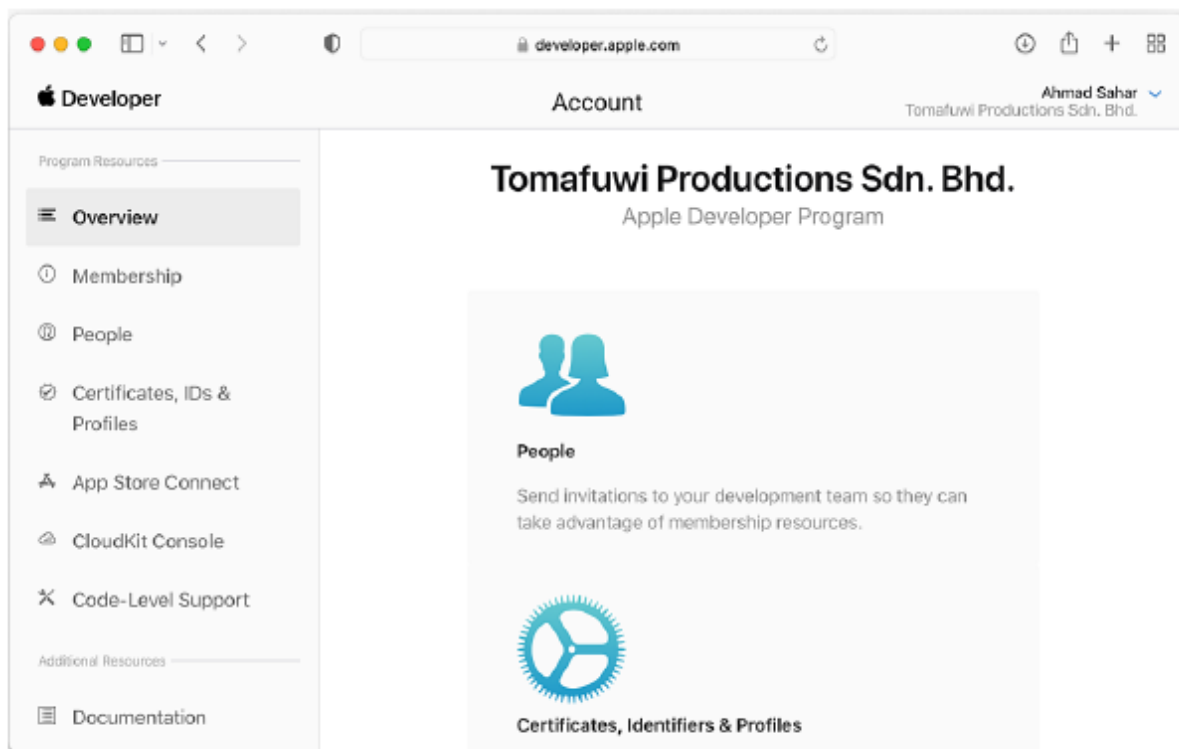 developer.apple.com
Developer
Account
Ahmad Sahar
Tomafuwi Productions Sdn. Bhd.
Program Resources
Overview
Membership
People
Certificates, IDs &
Profiles
App Store Connect
CloudKit Console
Code-Level Support
Additional Resources
Documentation
Tomafuwi Productions Sdn. Bhd.
Apple Developer Program
People
Send invitations to your development team so they can
take advantage of membership resources.
Certificates, Identifiers & Profiles